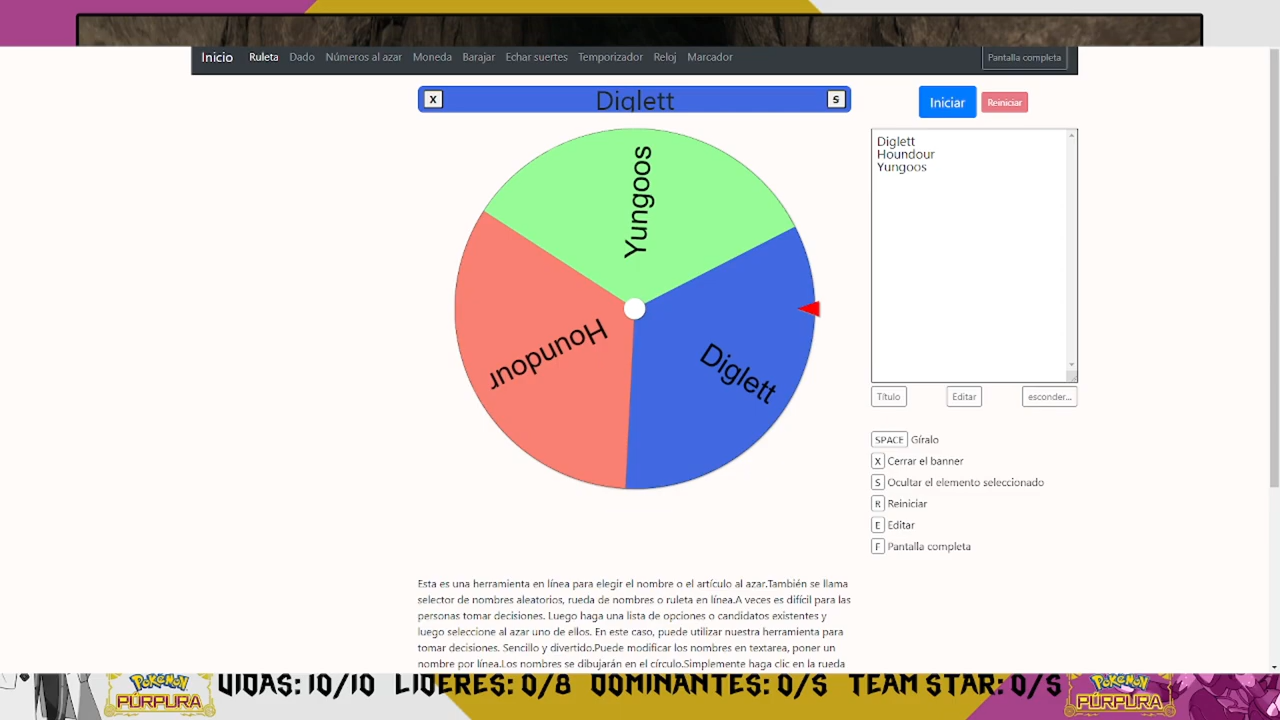 Início Ruleta Dado Números al azar Moneda Barajar Echar suertes Temporizador Reloj Marcador Pantalla completa
X Diglett S
Iniciar Reiniciar
Diglett
Houndour
Yungoos
Yungoos
Houndour
Diglett
Título Editar esconder...
SPACE Gíralo
X Cerrar el banner
S Ocultar el elemento seleccionado
R Reiniciar
E Editar
F Pantalla completa
Esta es una herramienta en línea para elegir el nombre o el artículo al azar.También se llama
selector de nombres aleatorios, rueda de nombres o ruleta en línea.A veces es difícil para las
personas tomar decisiones. Luego haga una lista de opciones o candidatos existentes y
luego seleccione al azar uno de ellos. En este caso, puede utilizar nuestra herramienta para
tomar decisiones. Sencillo y divertido.Puede modificar los nombres en textarea, poner un
nombre por línea.Los nombres se dibujarán en el círculo.Simplemente haga clic en la rueda
POKÉMON PÚRPURA VIDAS: 10/10 LIDERES: 0/8 DOMINANTES: 0/5 TEAM STAR: 0/5 POKÉMON PÚRPURA